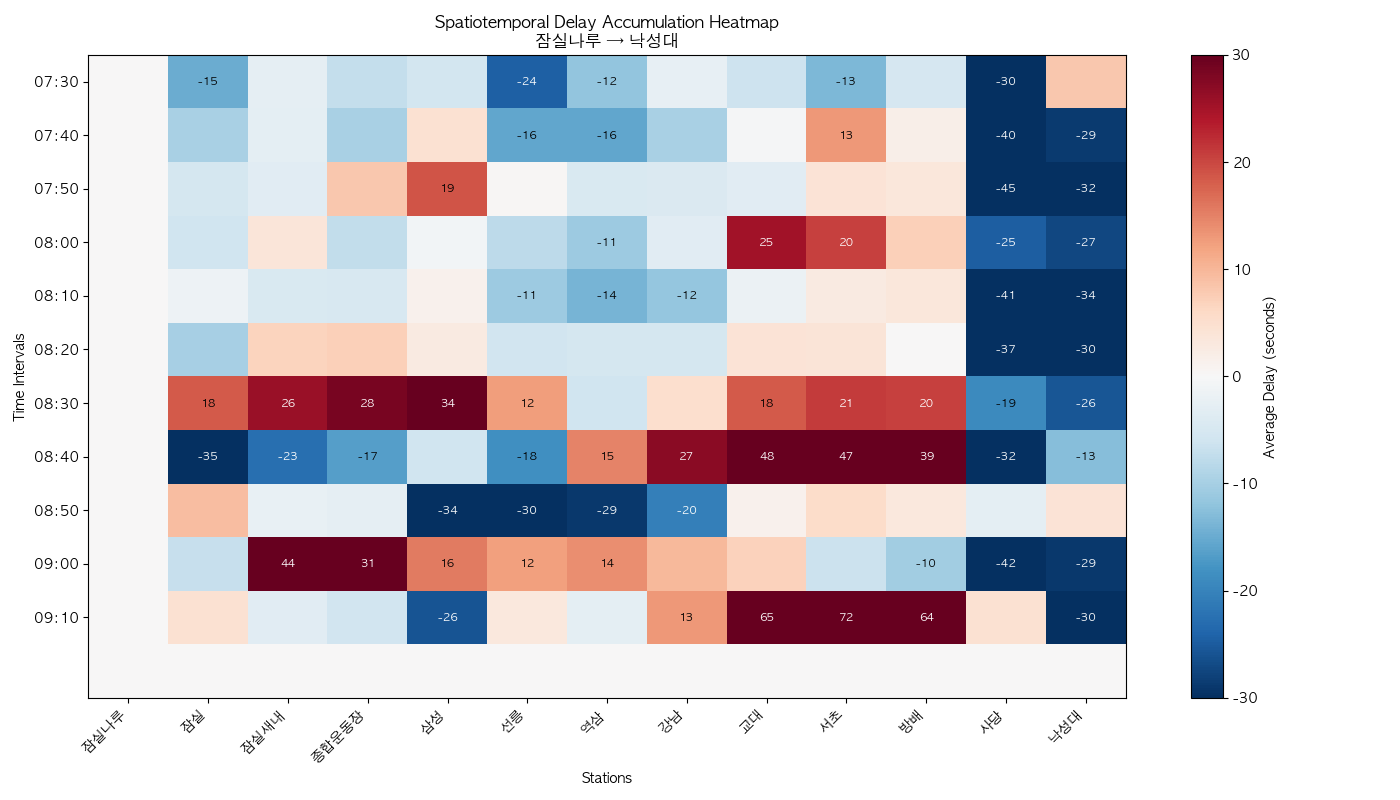 Spatiotemporal Delay Accumulation Heatmap
잠실나루 → 낙성대
07:30 -15 -24 -12 -13 -30
07:40 -16 -16 13 -40 -29
07:50 19 -45 -32
08:00 -11 25 20 -25 -27
08:10 -11 -14 -12 -41 -34
08:20 -37 -30
08:30 18 26 28 34 12 18 21 20 -19 -26
08:40 -35 -23 -17 -18 15 27 48 47 39 -32 -13
08:50 -34 -30 -29 -20
09:00 44 31 16 12 14 -10 -42 -29
09:10 -26 13 65 72 64 -30
Time Intervals
잠실나루 잠실 잠실새내 종합운동장 삼성 선릉 역삼 강남 교대 서초 방배 사당 낙성대
Stations
30
20
10
0
-10
-20
-30
Average Delay (seconds)